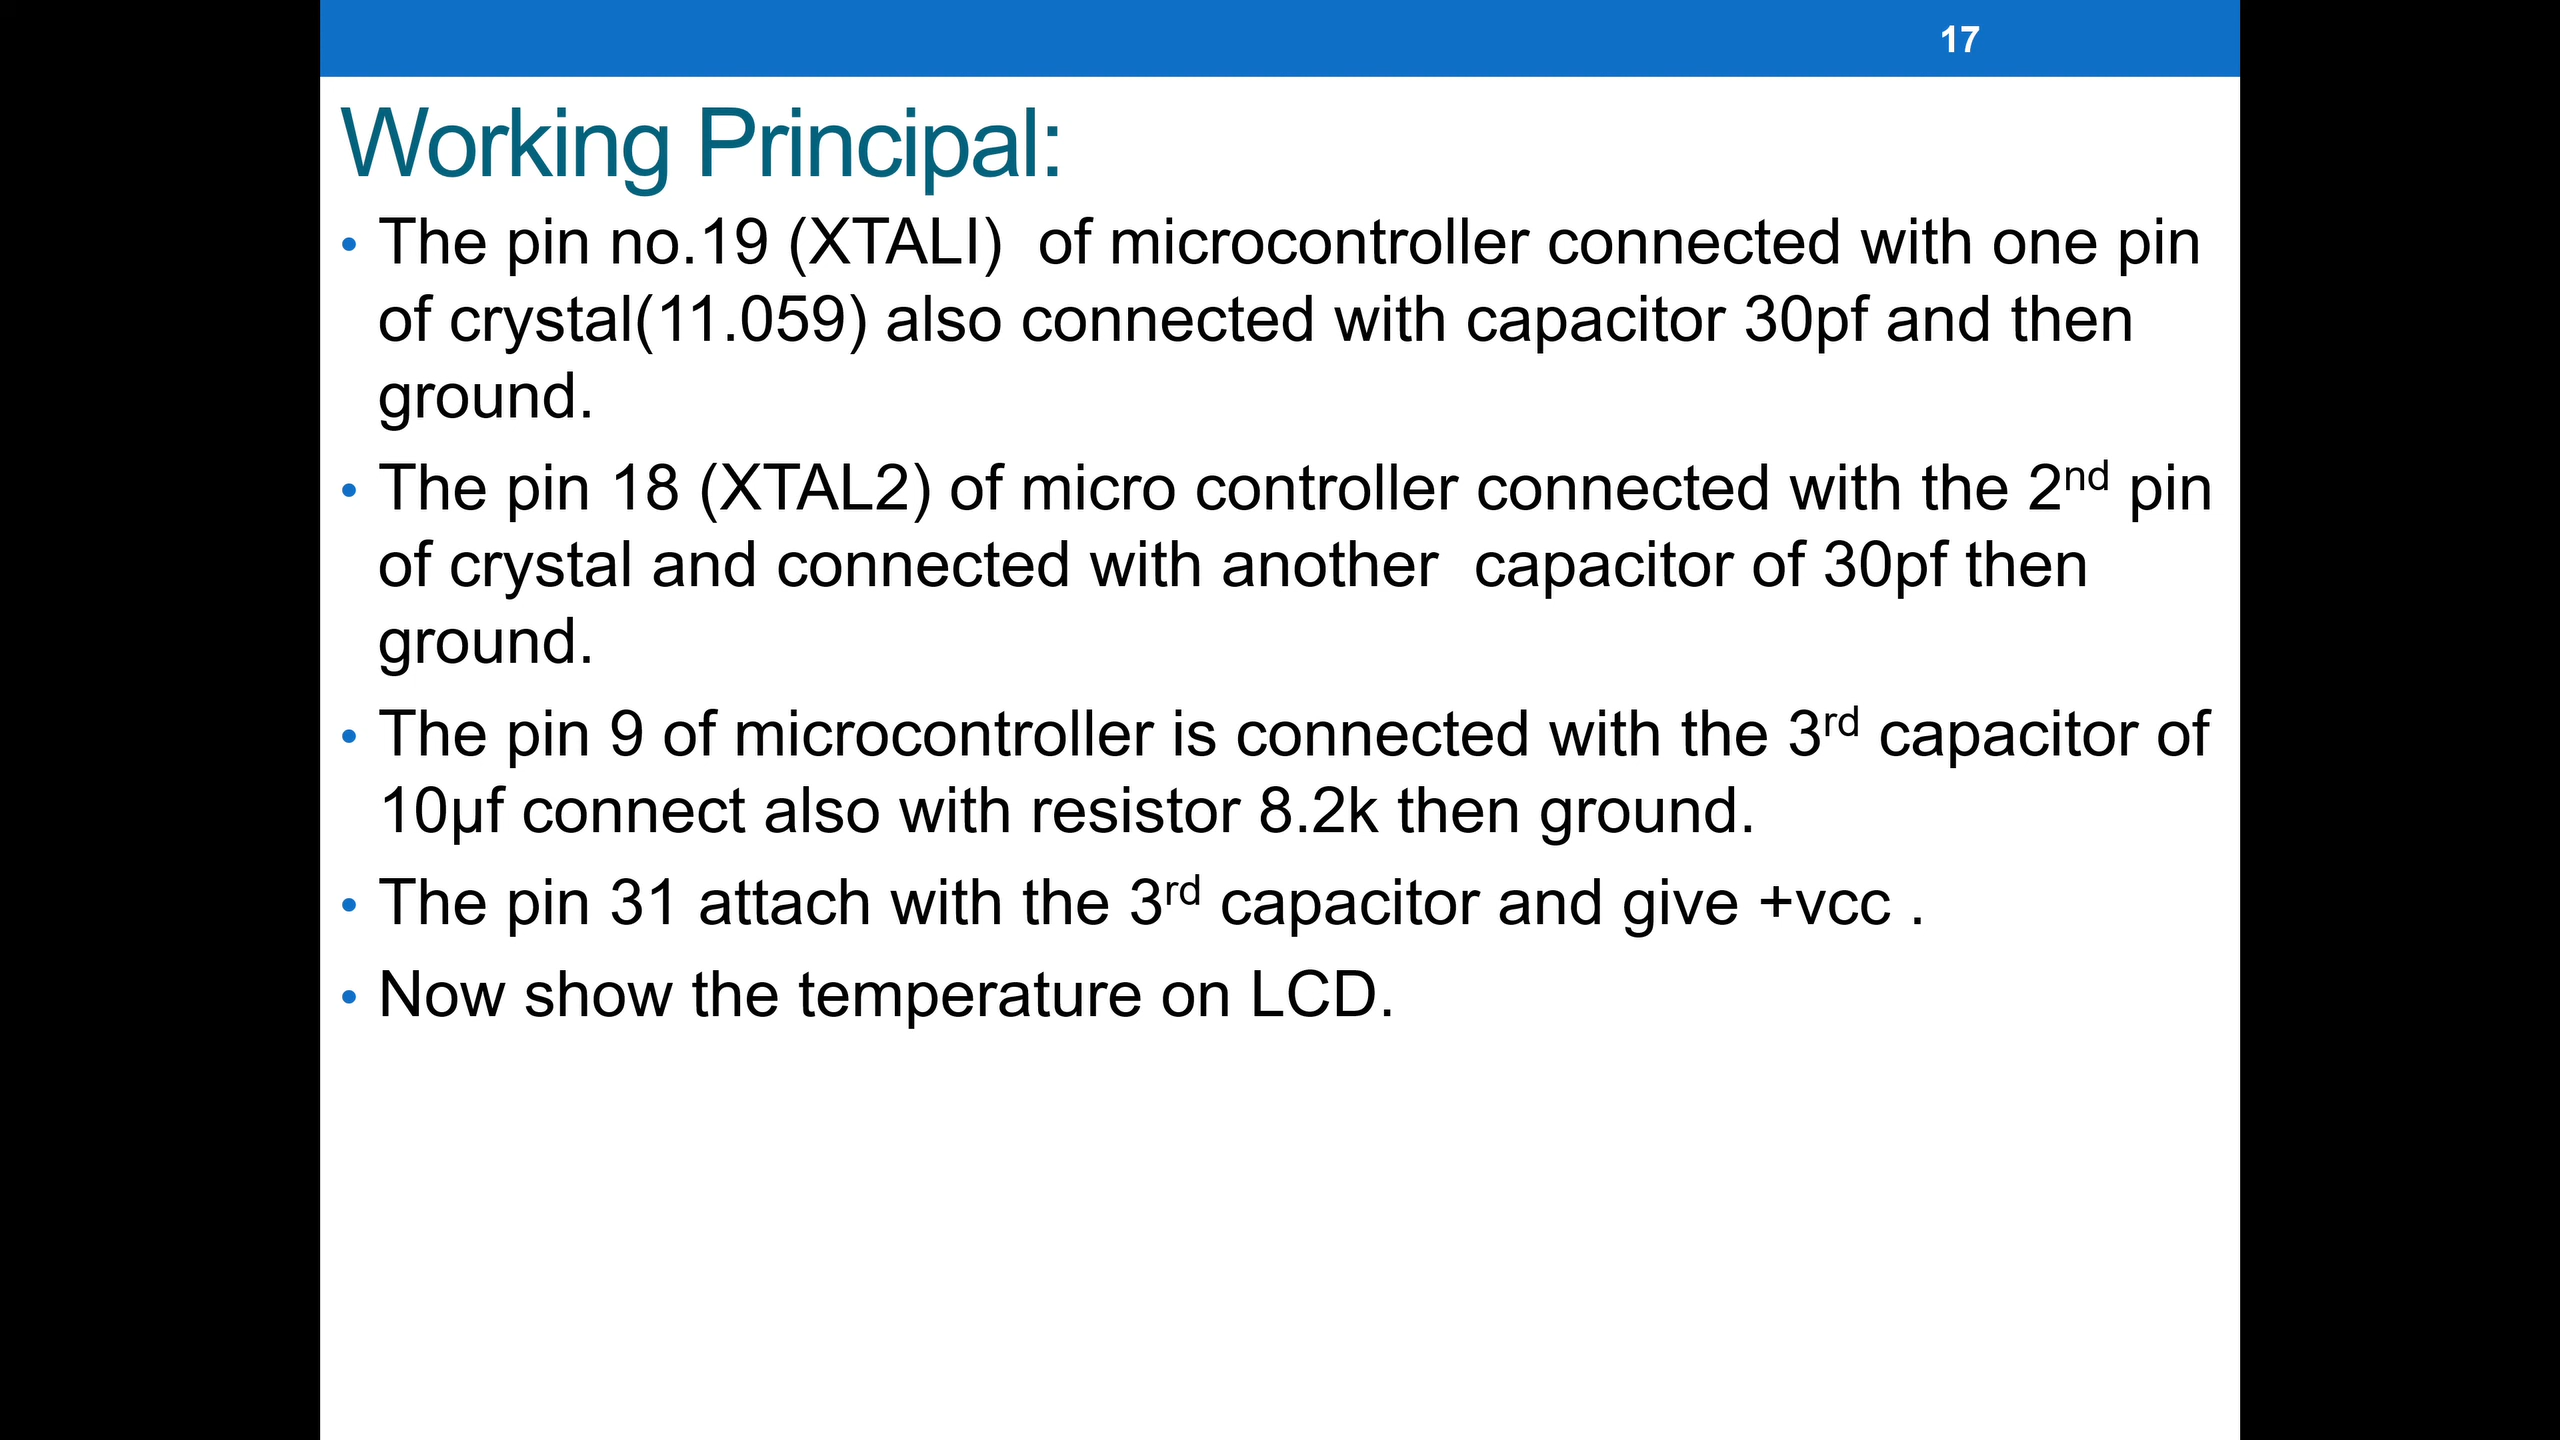 17
Working Principal:
• The pin no.19 (XTALI)  of microcontroller connected with one pin
of crystal(11.059) also connected with capacitor 30pf and then
ground.
• The pin 18 (XTAL2) of micro controller connected with the 2nd pin
of crystal and connected with another  capacitor of 30pf then
ground.
• The pin 9 of microcontroller is connected with the 3rd capacitor of
10µf connect also with resistor 8.2k then ground.
• The pin 31 attach with the 3rd capacitor and give +vcc .
• Now show the temperature on LCD.